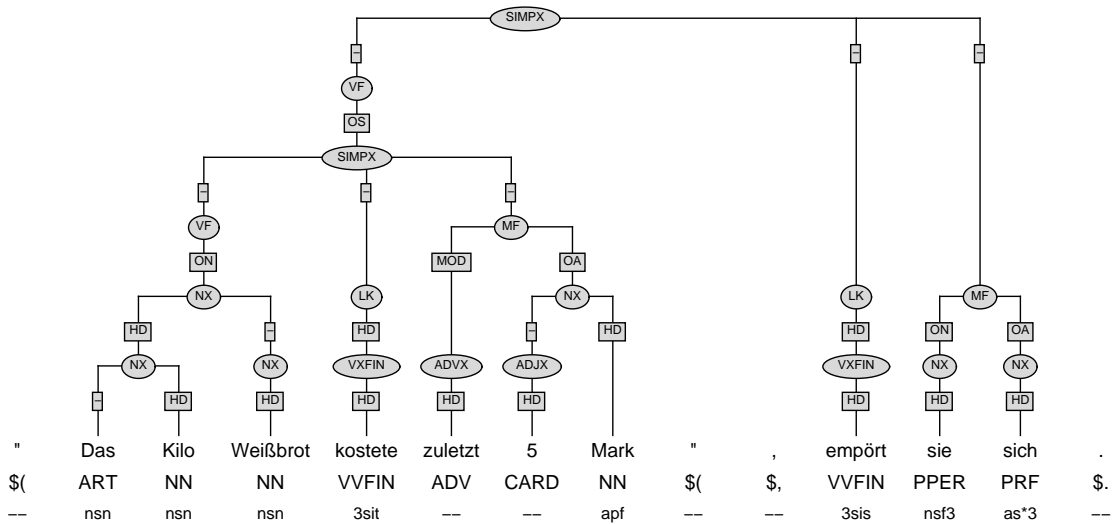 SIMPX
– – –
VF
OS
SIMPX
– – –
VF MF
ON MOD OA
NX LK NX LK MF
HD – HD – HD HD ON OA
NX NX VXFIN ADVX ADJX VXFIN NX NX
– HD HD HD HD HD HD HD HD
" Das Kilo Weißbrot kostete zuletzt 5 Mark " , empört sie sich .
$( ART NN NN VVFIN ADV CARD NN $( $, VVFIN PPER PRF $.
–– nsn nsn nsn 3sit –– –– apf –– –– 3sis nsf3 as*3 ––